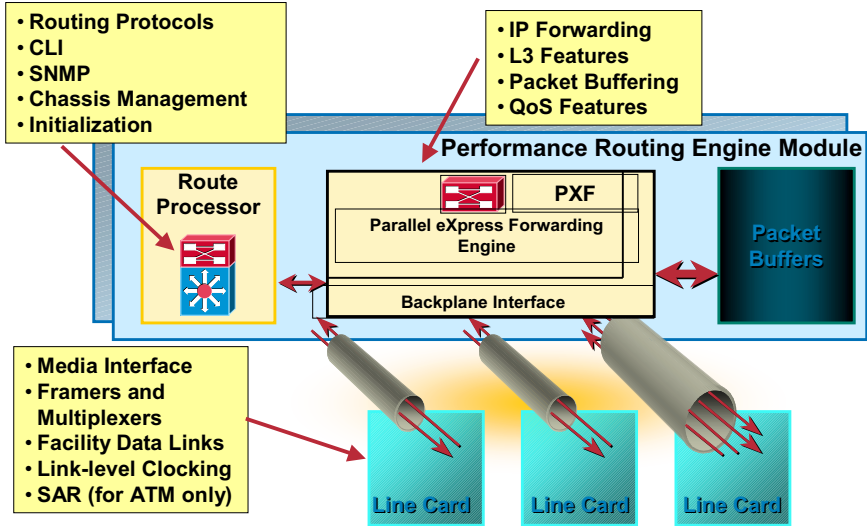 • Routing Protocols
• CLI
• SNMP
• Chassis Management
• Initialization
• IP Forwarding
• L3 Features
• Packet Buffering
• QoS Features
Performance Routing Engine Module
Route
Processor
PXF
Parallel eXpress Forwarding
Engine
Backplane Interface
Packet
Buffers
• Media Interface
• Framers and
Multiplexers
• Facility Data Links
• Link-level Clocking
• SAR (for ATM only)
Line Card
Line Card
Line Card